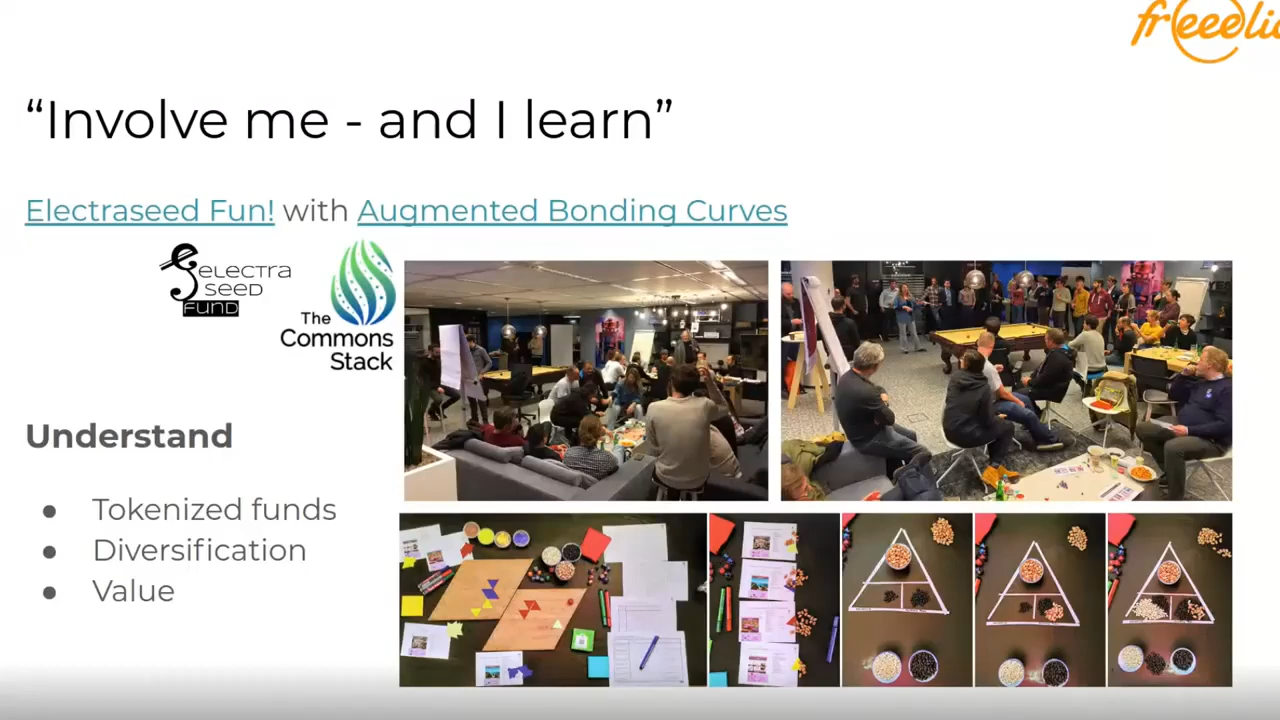 “Involve me - and I learn”
Electraseed Fun! with Augmented Bonding Curves
ELECTRA
SEED
FUND
The
Commons
Stack
Understand
● Tokenized funds
● Diversification
● Value